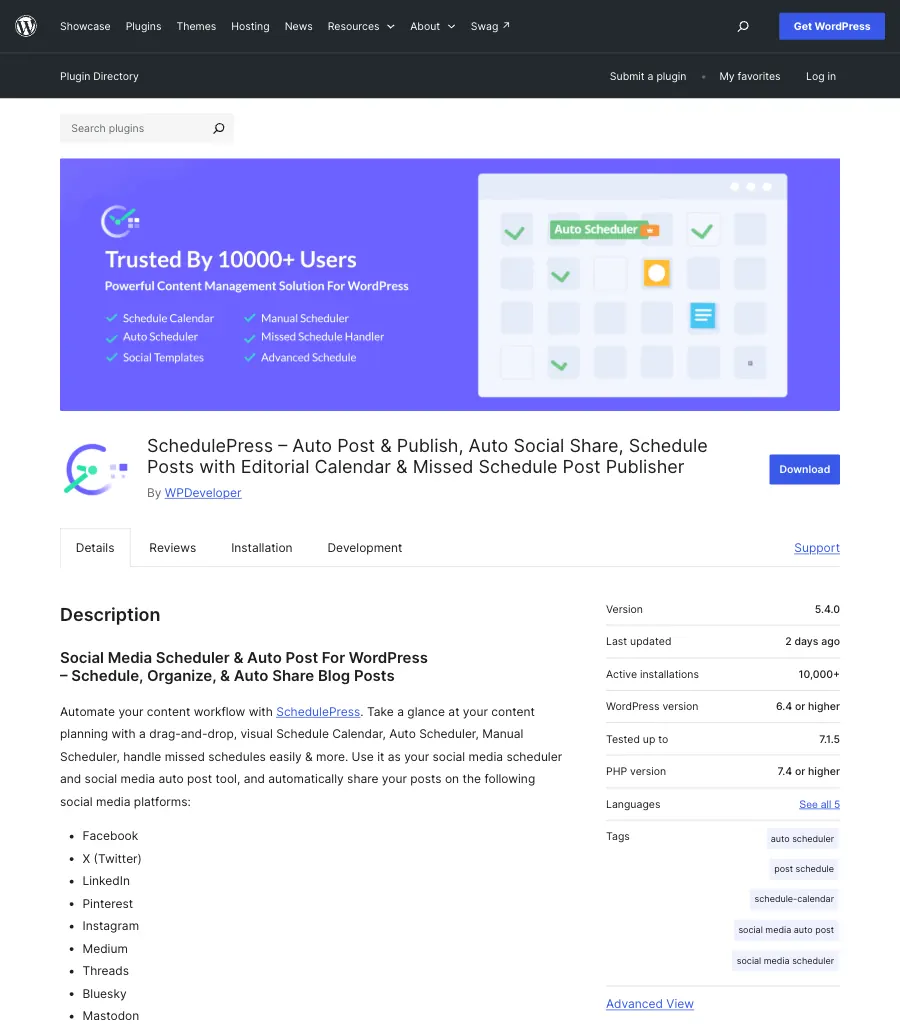 Showcase Plugins Themes Hosting News Resources About Swag ↗ Get WordPress
Plugin Directory Submit a plugin • My favorites Log in
Search plugins
Trusted By 10000+ Users
Powerful Content Management Solution For WordPress
Schedule Calendar Manual Scheduler
Auto Scheduler Missed Schedule Handler
Social Templates Advanced Schedule
Auto Scheduler
SchedulePress – Auto Post & Publish, Auto Social Share, Schedule
Posts with Editorial Calendar & Missed Schedule Post Publisher
By WPDeveloper
Download
Details Reviews Installation Development Support
Description
Social Media Scheduler & Auto Post For WordPress
– Schedule, Organize, & Auto Share Blog Posts
Automate your content workflow with SchedulePress. Take a glance at your content
planning with a drag-and-drop, visual Schedule Calendar, Auto Scheduler, Manual
Scheduler, handle missed schedules easily & more. Use it as your social media scheduler
and social media auto post tool, and automatically share your posts on the following
social media platforms:
• Facebook
• X (Twitter)
• LinkedIn
• Pinterest
• Instagram
• Medium
• Threads
• Bluesky
• Mastodon
Version 5.4.0
Last updated 2 days ago
Active installations 10,000+
WordPress version 6.4 or higher
Tested up to 7.1.5
PHP version 7.4 or higher
Languages See all 5
Tags auto scheduler
post schedule
schedule-calendar
social media auto post
social media scheduler
Advanced View